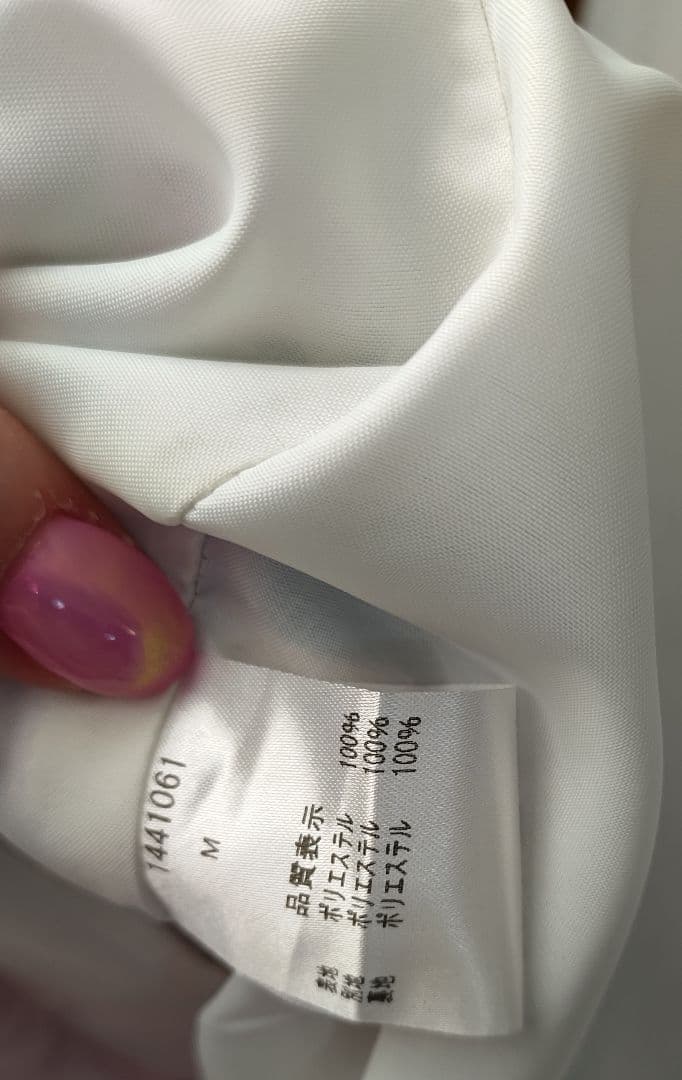 1441061
M
品質表示
表地 ポリエステル 100%
別地 ポリエステル 100%
裏地 ポリエステル 100%